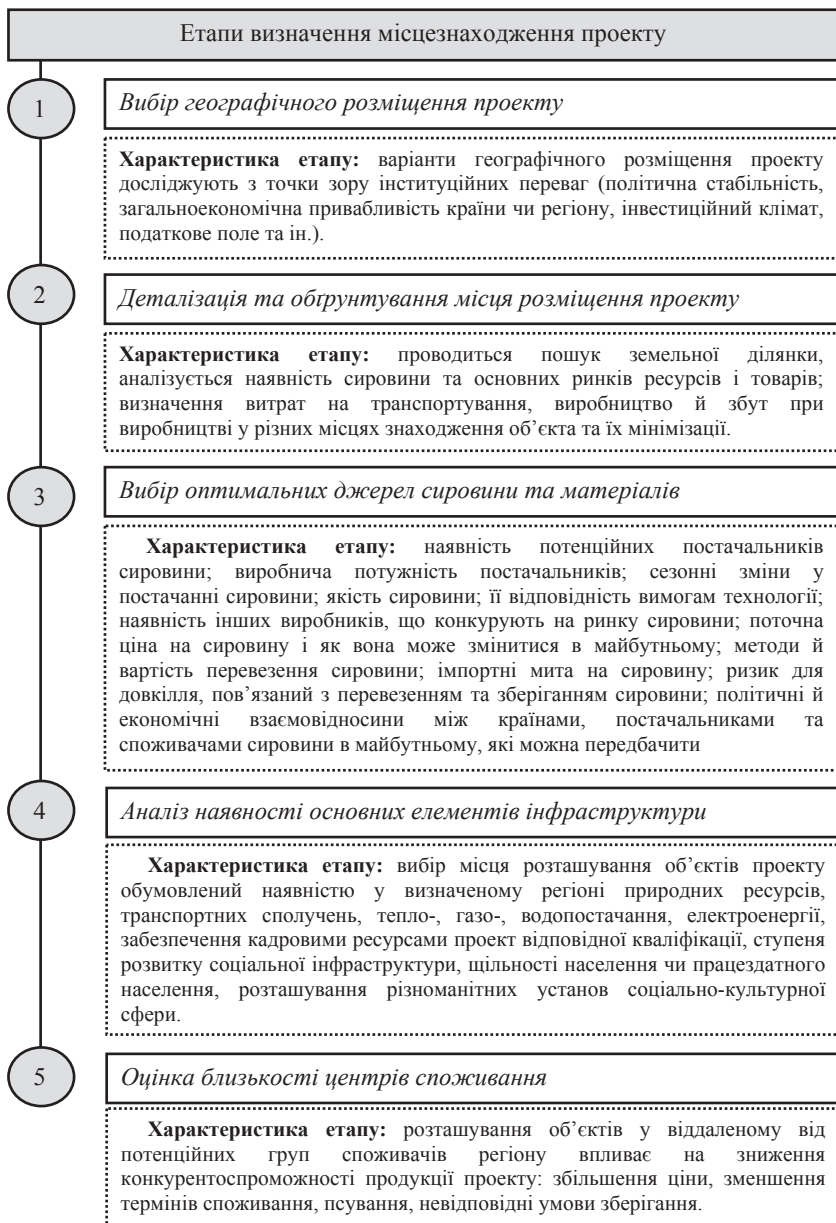 Етапи визначення місцезнаходження проекту
1
Вибір географічного розміщення проекту
Характеристика етапу: варіанти географічного розміщення проекту
досліджують з точки зору інституційних переваг (політична стабільність,
загальноекономічна привабливість країни чи регіону, інвестиційний клімат,
податкове поле та ін.).
2
Деталізація та обґрунтування місця розміщення проекту
Характеристика етапу: проводиться пошук земельної ділянки,
аналізується наявність сировини та основних ринків ресурсів і товарів;
визначення витрат на транспортування, виробництво й збут при
виробництві у різних місцях знаходження об’єкта та їх мінімізації.
3
Вибір оптимальних джерел сировини та матеріалів
Характеристика етапу: наявність потенційних постачальників
сировини; виробнича потужність постачальників; сезонні зміни у
постачанні сировини; якість сировини; її відповідність вимогам технології;
наявність інших виробників, що конкурують на ринку сировини; поточна
ціна на сировину і як вона може змінитися в майбутньому; методи й
вартість перевезення сировини; імпортні мита на сировину; ризик для
довкілля, пов’язаний з перевезенням та зберіганням сировини; політичні й
економічні взаємовідносини між країнами, постачальниками та
споживачами сировини в майбутньому, які можна передбачити
4
Аналіз наявності основних елементів інфраструктури
Характеристика етапу: вибір місця розташування об’єктів проекту
обумовлений наявністю у визначеному регіоні природних ресурсів,
транспортних сполучень, тепло-, газо-, водопостачання, електроенергії,
забезпечення кадровими ресурсами проект відповідної кваліфікації, ступеня
розвитку соціальної інфраструктури, щільності населення чи працездатного
населення, розташування різноманітних установ соціально-культурної
сфери.
5
Оцінка близькості центрів споживання
Характеристика етапу: розташування об’єктів у віддаленому від
потенційних груп споживачів регіону впливає на зниження
конкурентоспроможності продукції проекту: збільшення ціни, зменшення
термінів споживання, псування, невідповідні умови зберігання.